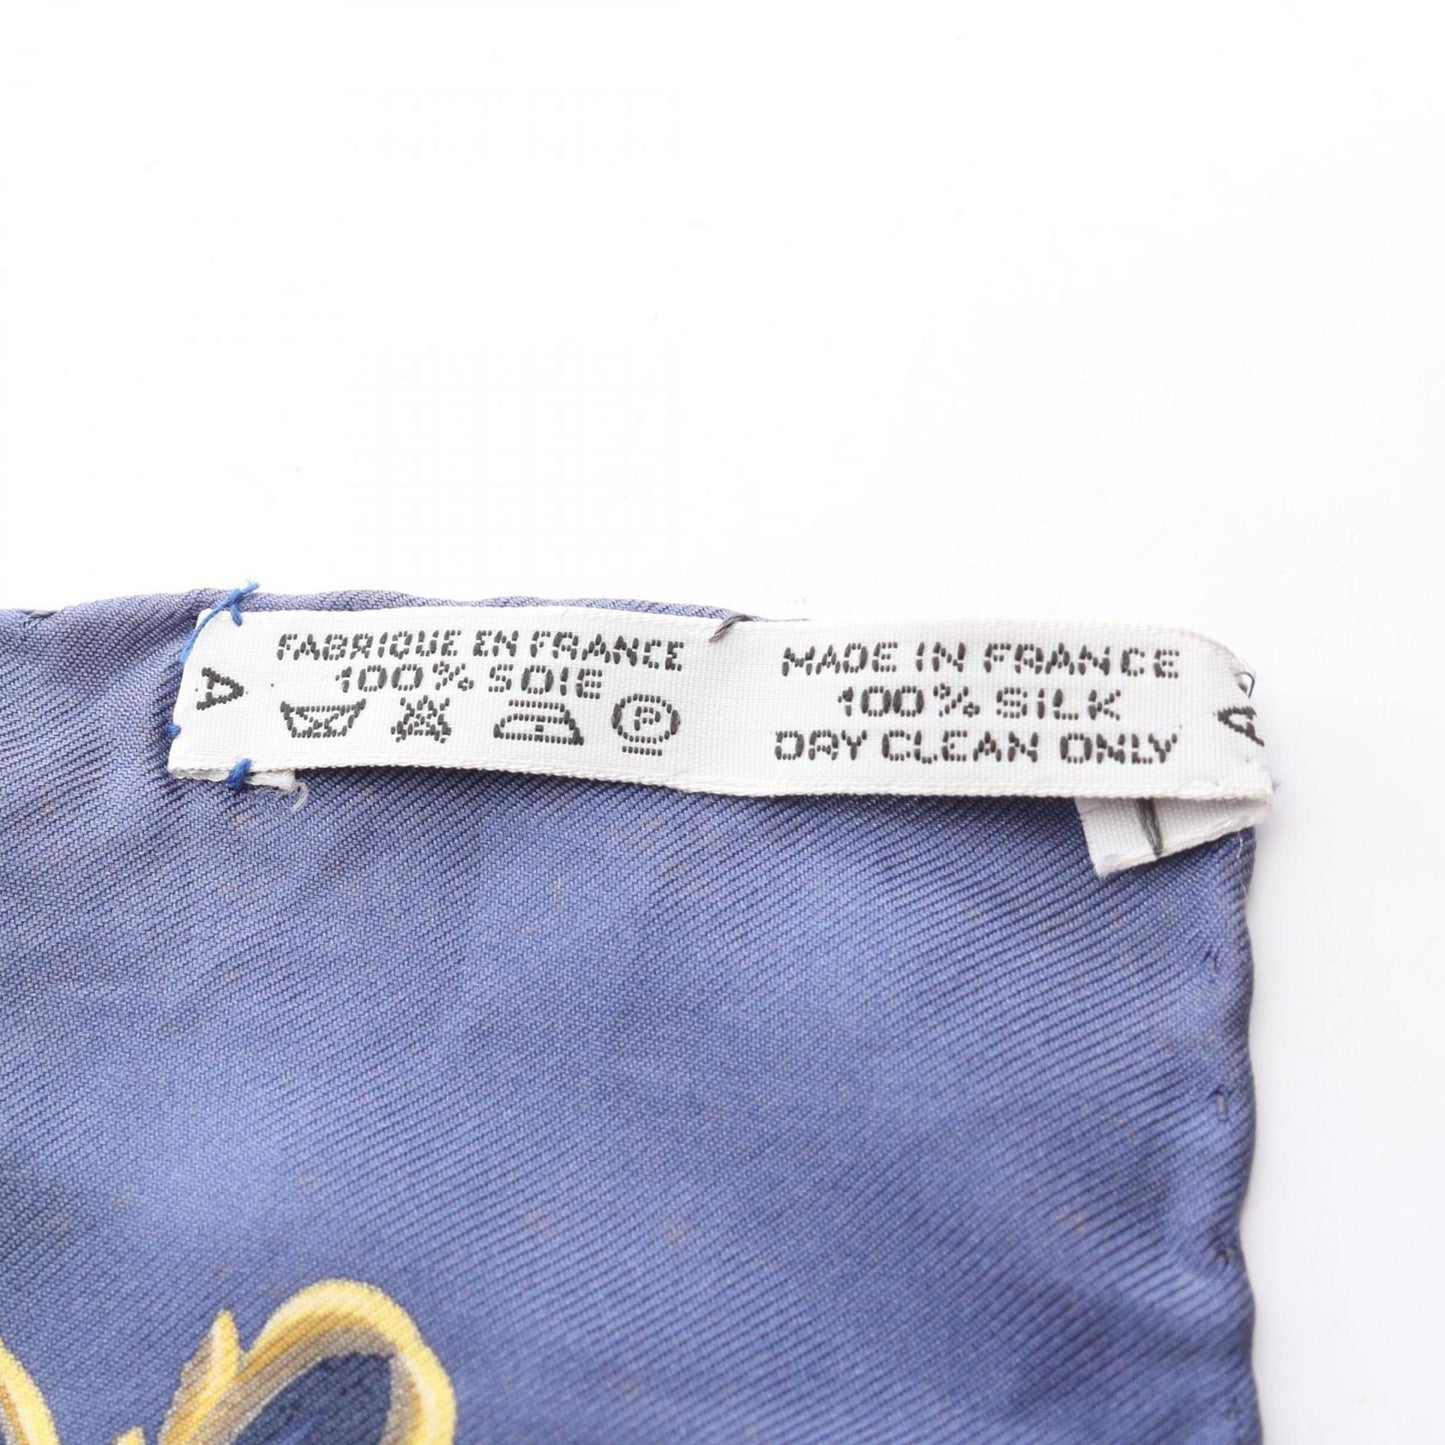 A
FABRIQUE EN FRANCE
100% SOIE
P
MADE IN FRANCE
100% SILK
DRY CLEAN ONLY
A